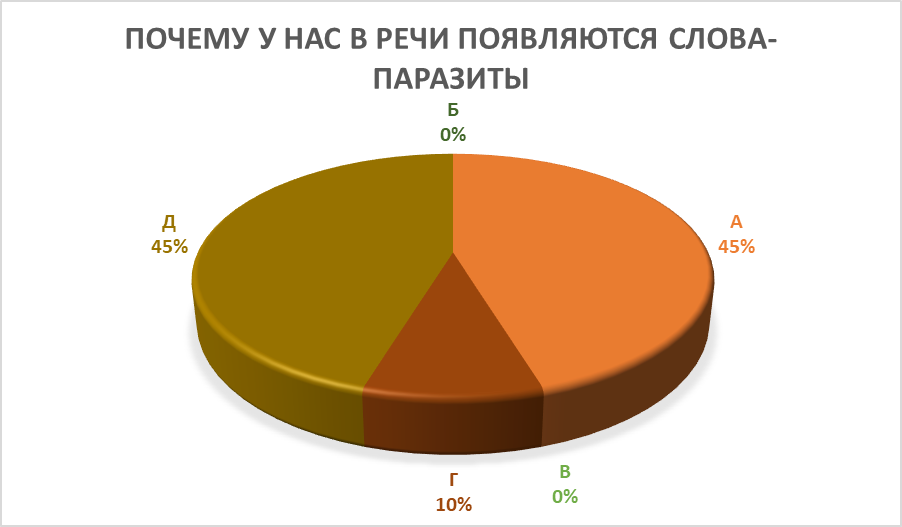 ПОЧЕМУ У НАС В РЕЧИ ПОЯВЛЯЮТСЯ СЛОВА-
ПАРАЗИТЫ
Б
0%
Д
45%
А
45%
Г
10%
В
0%